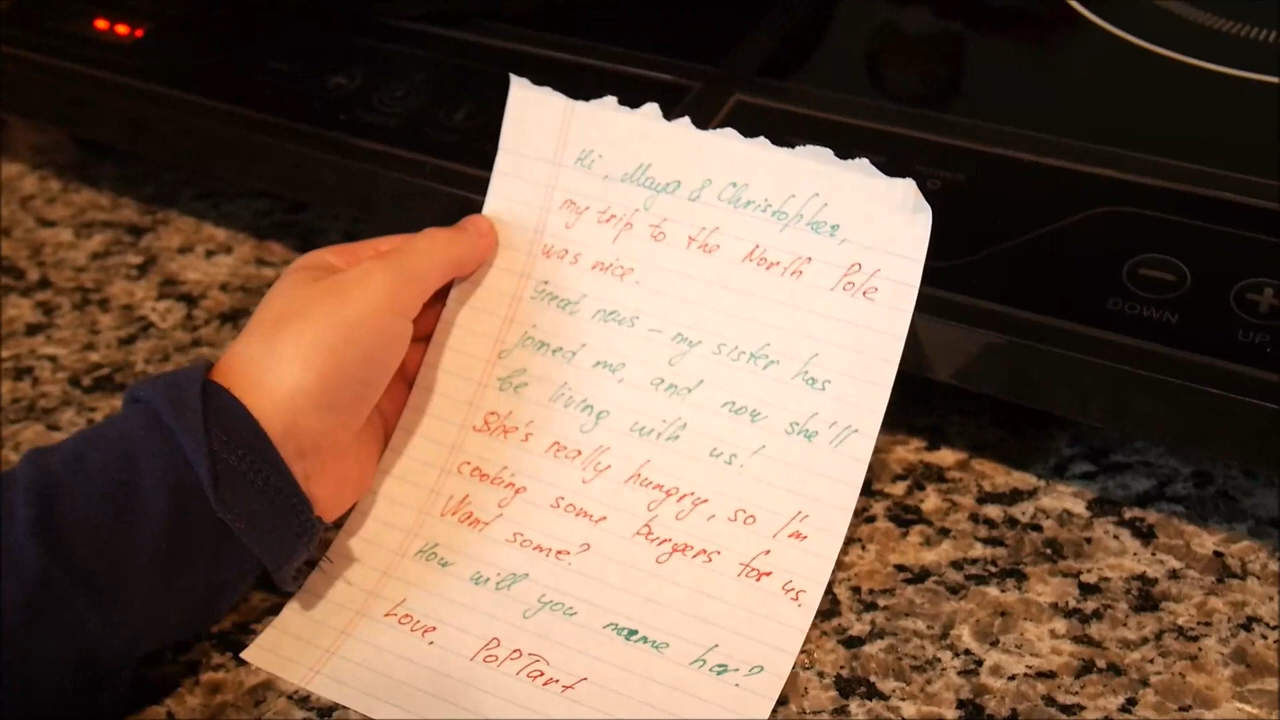 Hi, Maya & Christopher,
my trip to the North Pole
was nice.
Great news - my sister has
joined me, and now she'll
be living with us!
She's really hungry, so I'm
cooking some burgers for us.
Want some?
How will you name her?
Love, PoPTart
DOWN
UP
POWER